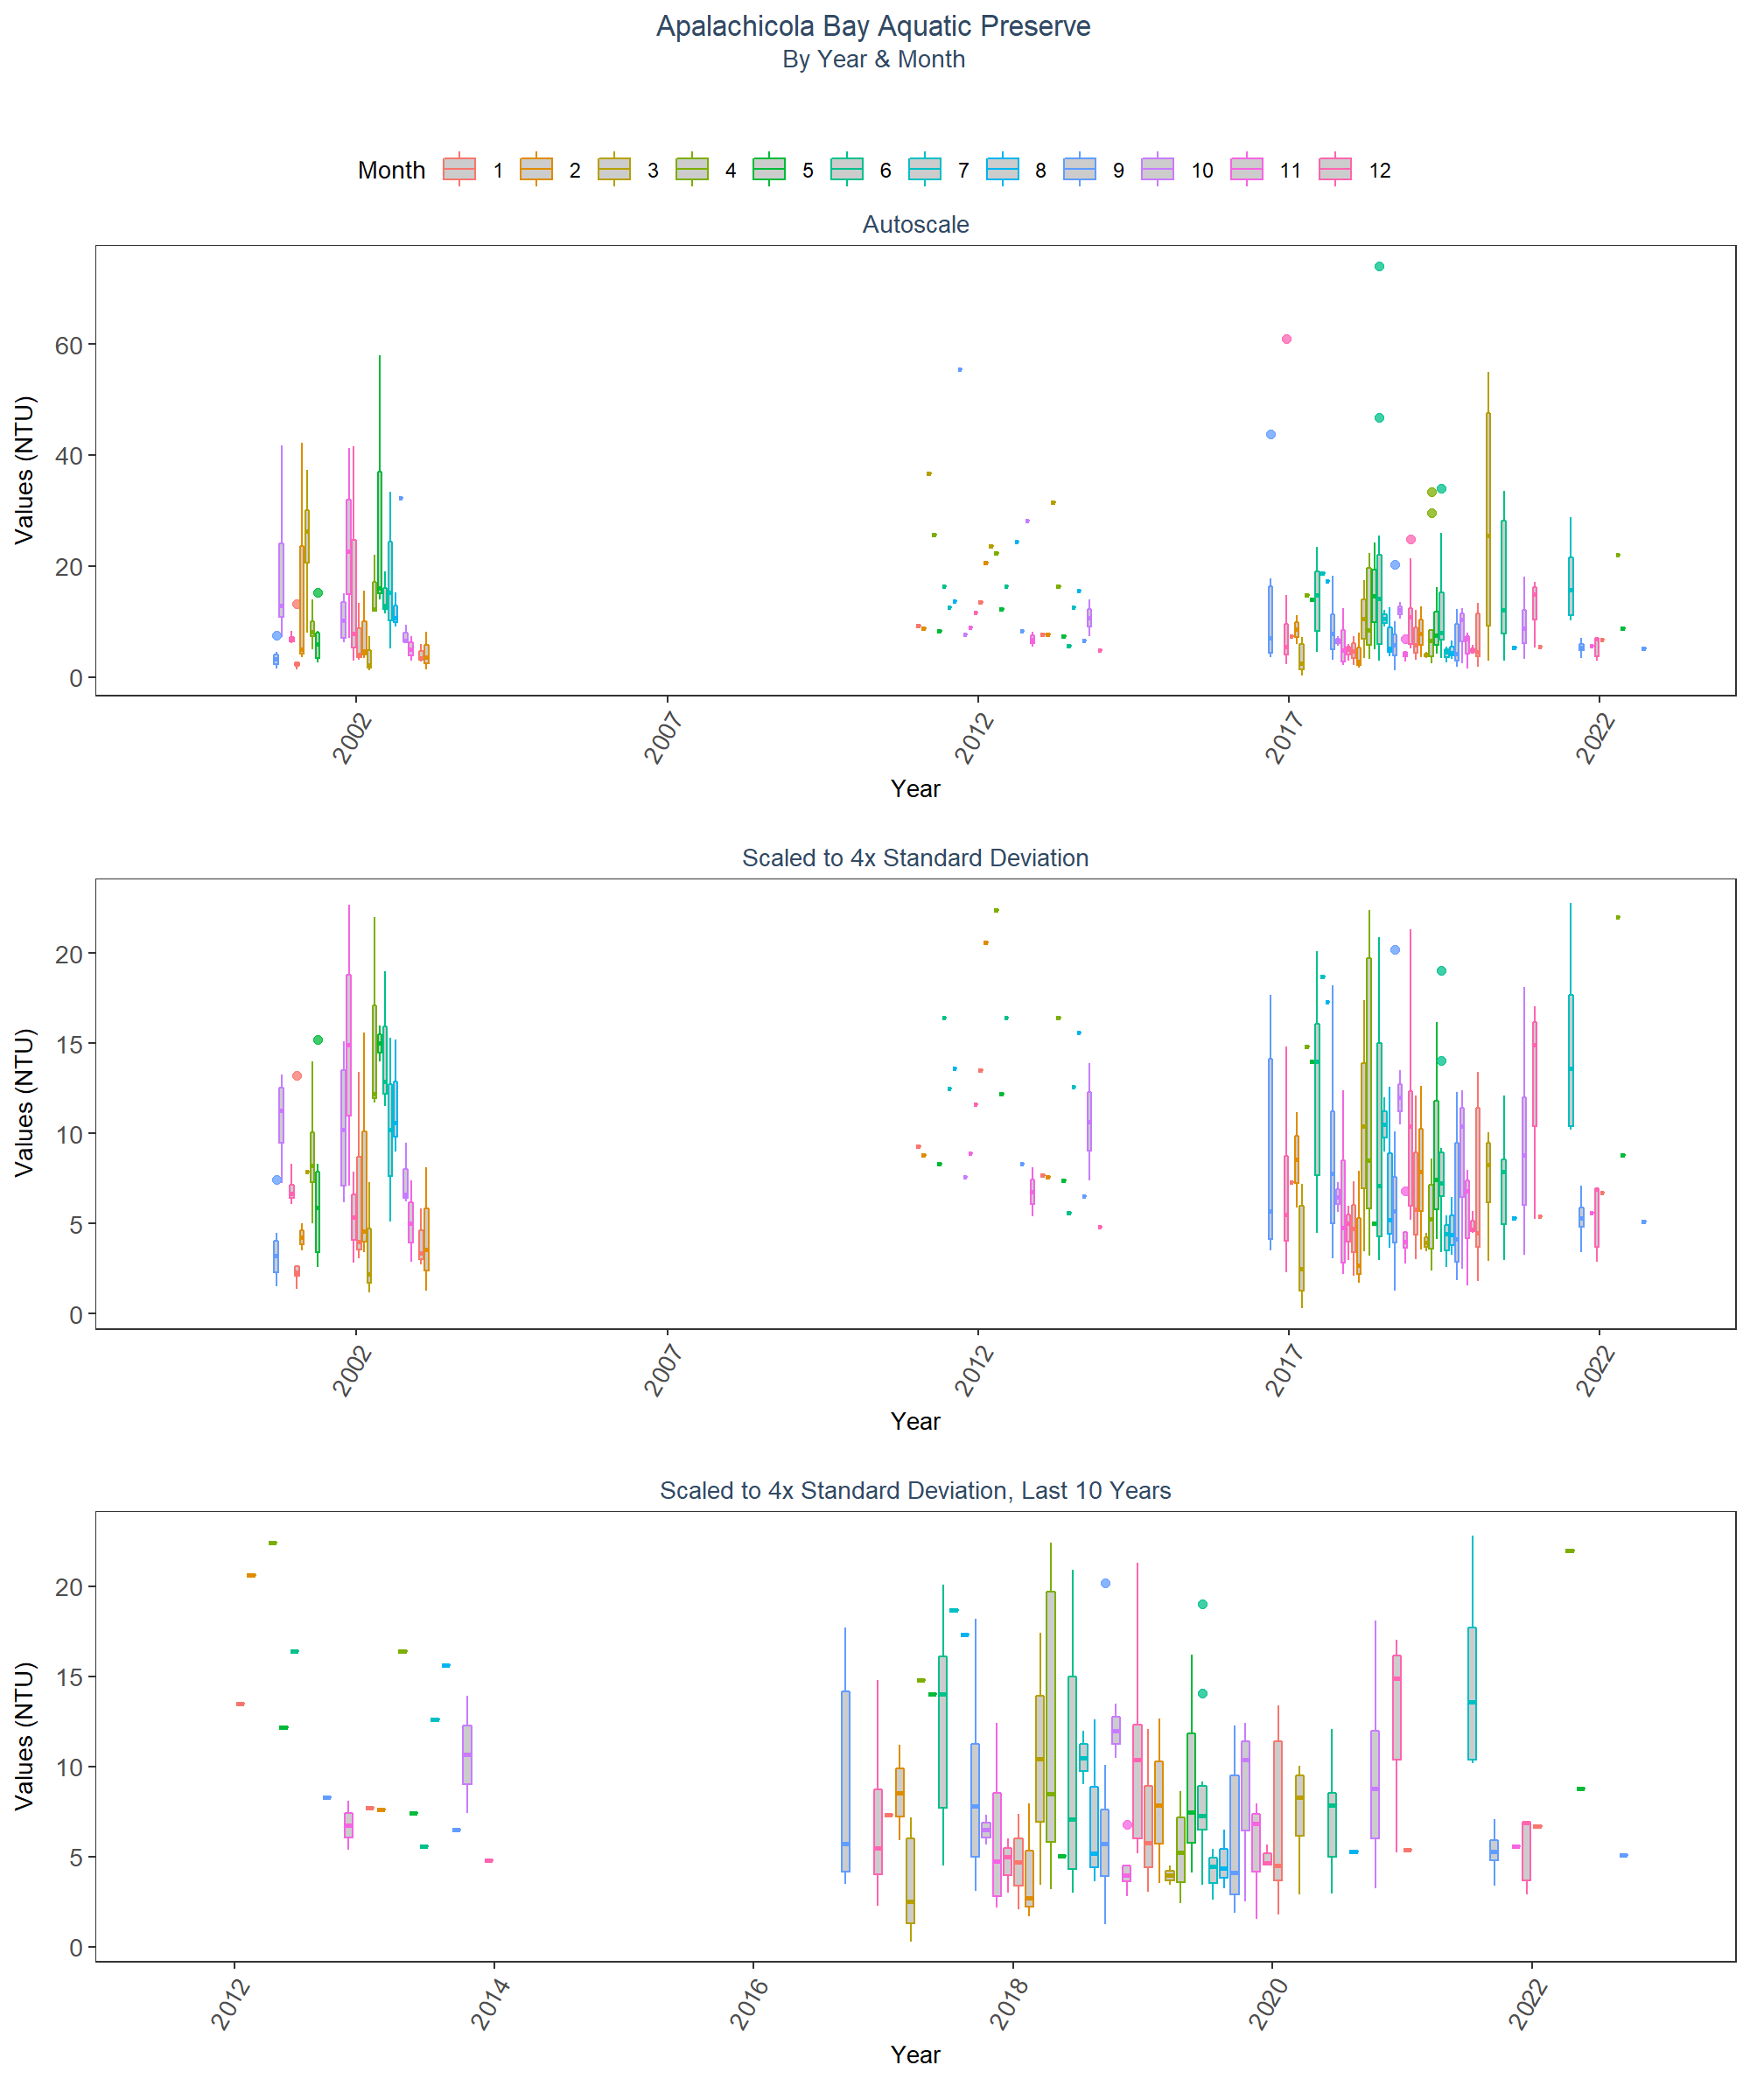 Apalachicola Bay Aquatic Preserve
By Year & Month
Month 1 2 3 4 5 6 7 8 9 10 11 12
Autoscale
Values (NTU)
60
40
20
0
2002 2007 2012 2017 2022
Year
Scaled to 4x Standard Deviation
Values (NTU)
20
15
10
5
0
2002 2007 2012 2017 2022
Year
Scaled to 4x Standard Deviation, Last 10 Years
Values (NTU)
20
15
10
5
0
2012 2014 2016 2018 2020 2022
Year